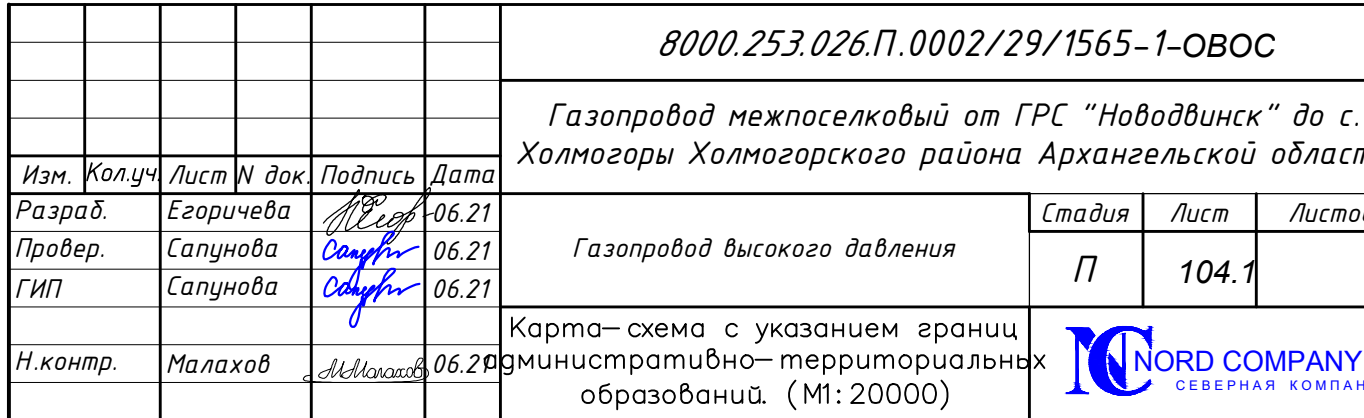 8000.253.026.П.0002/29/1565-1-ОВОС
Газопровод межпоселковый от ГРС "Новодвинск" до с.
Холмогоры Холмогорского района Архангельской област
Изм. Кол.уч. Лист N док. Подпись Дата
Разраб. Егоричева 06.21
Провер. Сапунова 06.21
ГИП Сапунова 06.21
Н.контр. Малахов 06.21
Газопровод высокого давления
Стадия Лист Листов
П 104.1
Карта-схема с указанием границ
административно-территориальных
образований. (М1:20000)
NC NORD COMPANY
СЕВЕРНАЯ КОМПАН